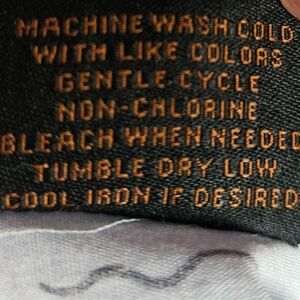 MACHINE WASH COLD
WITH LIKE COLORS
GENTLE CYCLE
NON-CHLORINE
BLEACH WHEN NEEDED
TUMBLE DRY LOW
COOL IRON IF DESIRED